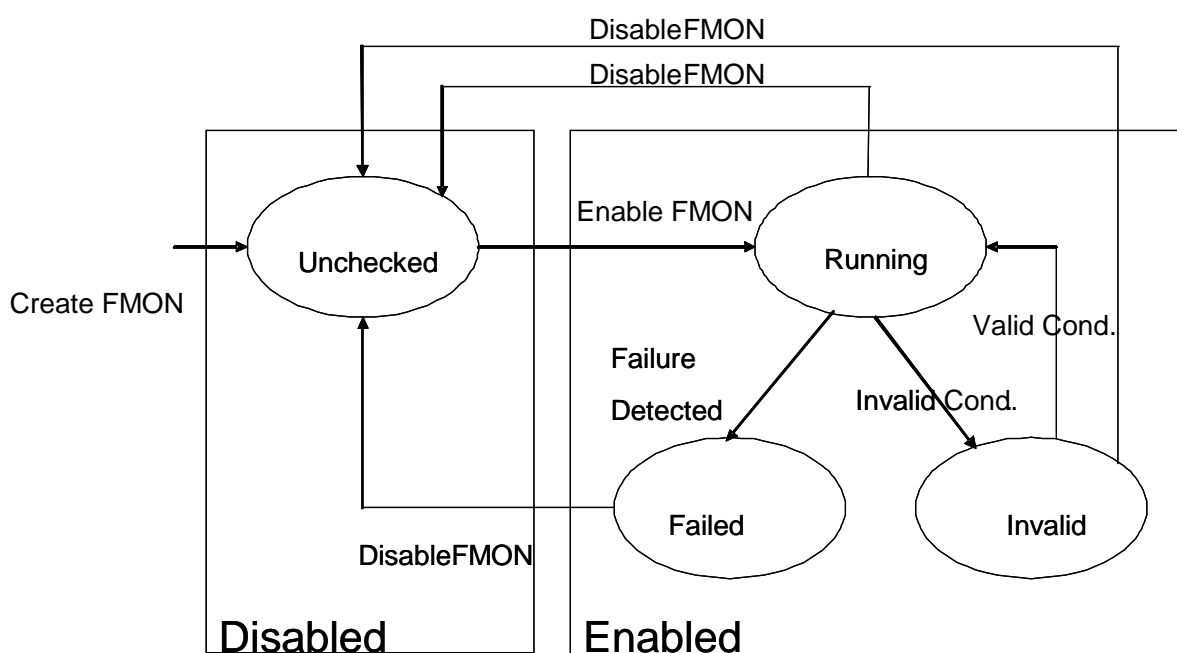 DisableFMON
DisableFMON
Enable FMON
Unchecked
Running
Create FMON
Valid Cond.
Failure
Detected
Invalid Cond.
Failed
Invalid
DisableFMON
Disabled
Enabled